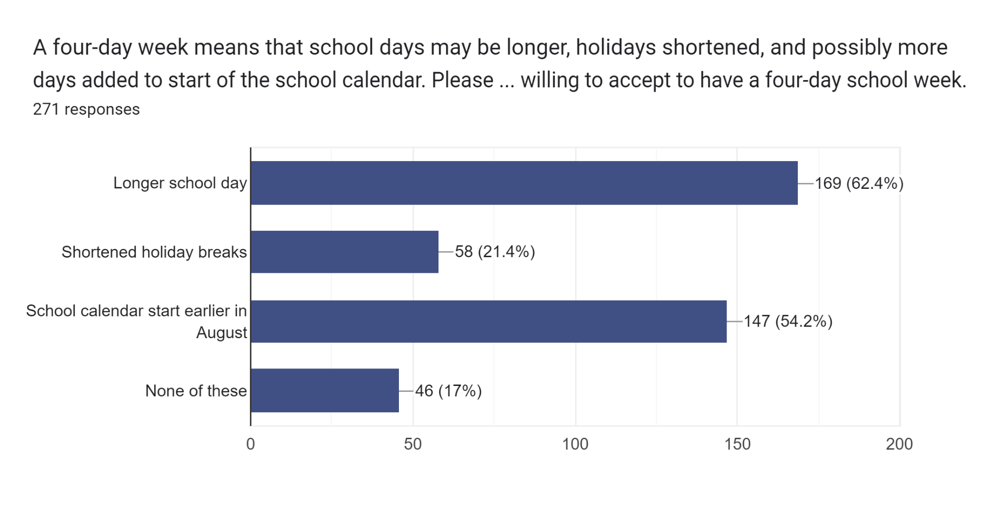 A four-day week means that school days may be longer, holidays shortened, and possibly more
days added to start of the school calendar. Please ... willing to accept to have a four-day school week.
271 responses
Longer school day
169 (62.4%)
Shortened holiday breaks
58 (21.4%)
School calendar start earlier in
August
147 (54.2%)
None of these
46 (17%)
0 50 100 150 200